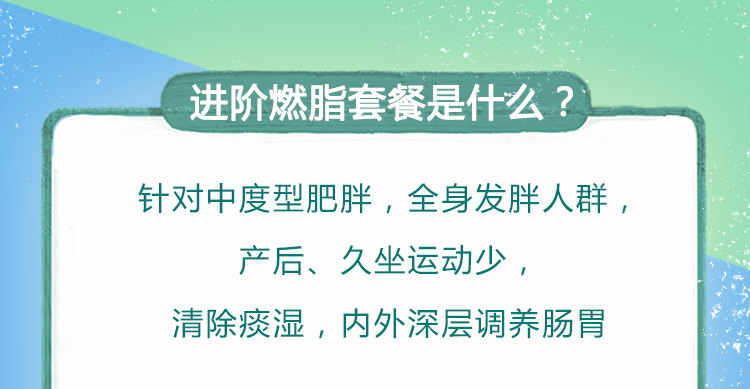 进阶燃脂套餐是什么？
针对中度型肥胖，全身发胖人群，
产后、久坐运动少，
清除痰湿，内外深层调养肠胃